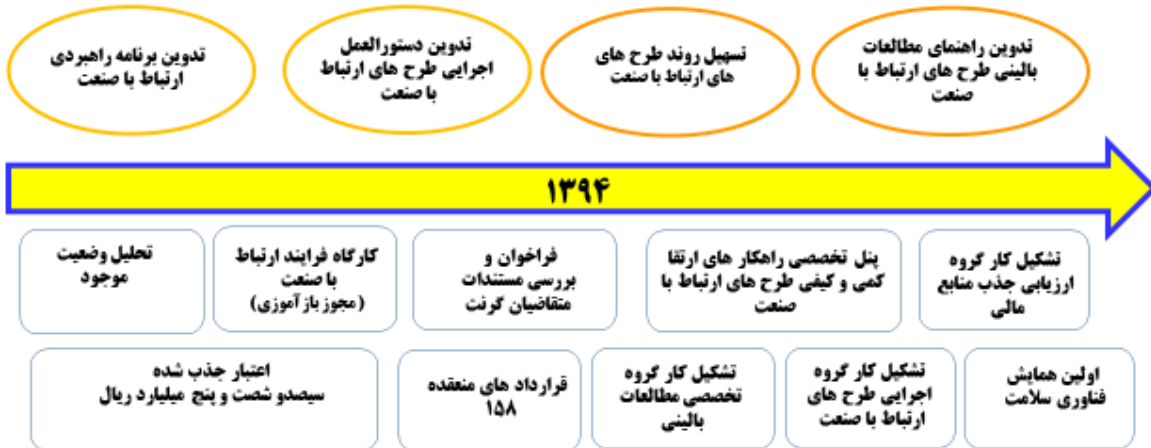 تدوین برنامه راهبردی
ارتباط با صنعت
تدوین دستورالعمل
اجرایی طرح های ارتباط
با صنعت
تسهیل روند طرح های
های ارتباط با صنعت
تدوین راهنمای مطالعات
بالینی طرح های ارتباط با
صنعت
۱۳۹۴
تحلیل وضعیت
موجود
کارگاه فرایند ارتباط
با صنعت
(مجوز بازآموزی)
فراخوان و
بررسی مستندات
متقاضیان گرنت
پنل تخصصی راهکار های ارتقا
کمی و کیفی طرح های ارتباط با
صنعت
تشکیل کار گروه
ارزیابی جذب منابع
مالی
اعتبار جذب شده
سیصدو شصت و پنج میلیارد ریال
قرارداد های منعقده
۱۵۸
تشکیل کار گروه
تخصصی مطالعات
بالینی
تشکیل کار گروه
اجرایی طرح های
ارتباط با صنعت
اولین همایش
فناوری سلامت